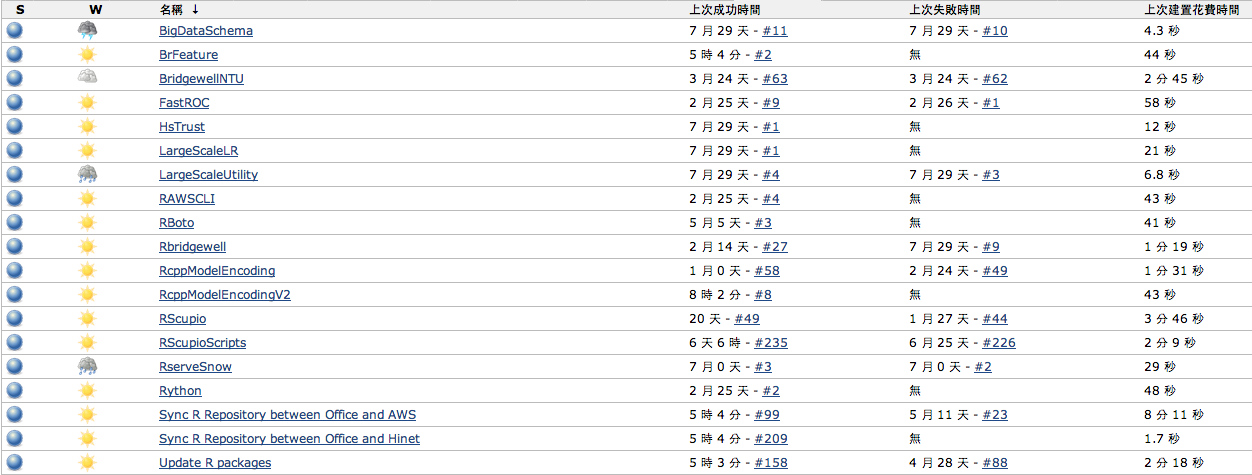 S W 名稱 ↓ 上次成功時間 上次失敗時間 上次建置花費時間
BigDataSchema 7 月 29 天 - #11 7 月 29 天 - #10 4.3 秒
BrFeature 5 時 4 分 - #2 無 44 秒
BridgewellNTU 3 月 24 天 - #63 3 月 24 天 - #62 2 分 45 秒
FastROC 2 月 25 天 - #9 2 月 26 天 - #1 58 秒
HsTrust 7 月 29 天 - #1 無 12 秒
LargeScaleLR 7 月 29 天 - #1 無 21 秒
LargeScaleUtility 7 月 29 天 - #4 7 月 29 天 - #3 6.8 秒
RAWSCLI 2 月 25 天 - #4 無 43 秒
RBoto 5 月 5 天 - #3 無 41 秒
Rbridgewell 2 月 14 天 - #27 7 月 29 天 - #9 1 分 19 秒
RcppModelEncoding 1 月 0 天 - #58 2 月 24 天 - #49 1 分 31 秒
RcppModelEncodingV2 8 時 2 分 - #8 無 43 秒
RScupio 20 天 - #49 1 月 27 天 - #44 3 分 46 秒
RScupioScripts 6 天 6 時 - #235 6 月 25 天 - #226 2 分 9 秒
RserveSnow 7 月 0 天 - #3 7 月 0 天 - #2 29 秒
Rython 2 月 25 天 - #2 無 48 秒
Sync R Repository between Office and AWS 5 時 4 分 - #99 5 月 11 天 - #23 8 分 11 秒
Sync R Repository between Office and Hinet 5 時 4 分 - #209 無 1.7 秒
Update R packages 5 時 3 分 - #158 4 月 28 天 - #88 2 分 18 秒